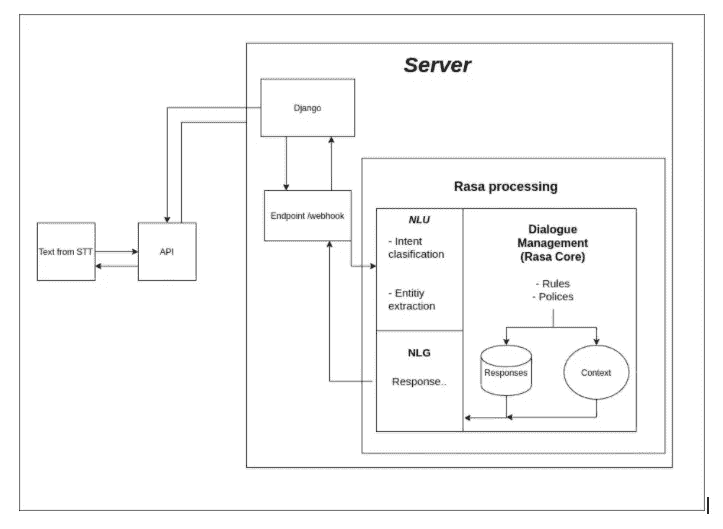 Server
Django
Endpoint /webhook
Text from STT
API
Rasa processing
NLU
- Intent
clasification
- Entitiy
extraction
Dialogue
Management
(Rasa Core)
- Rules
- Polices
NLG
Response..
Responses
Context